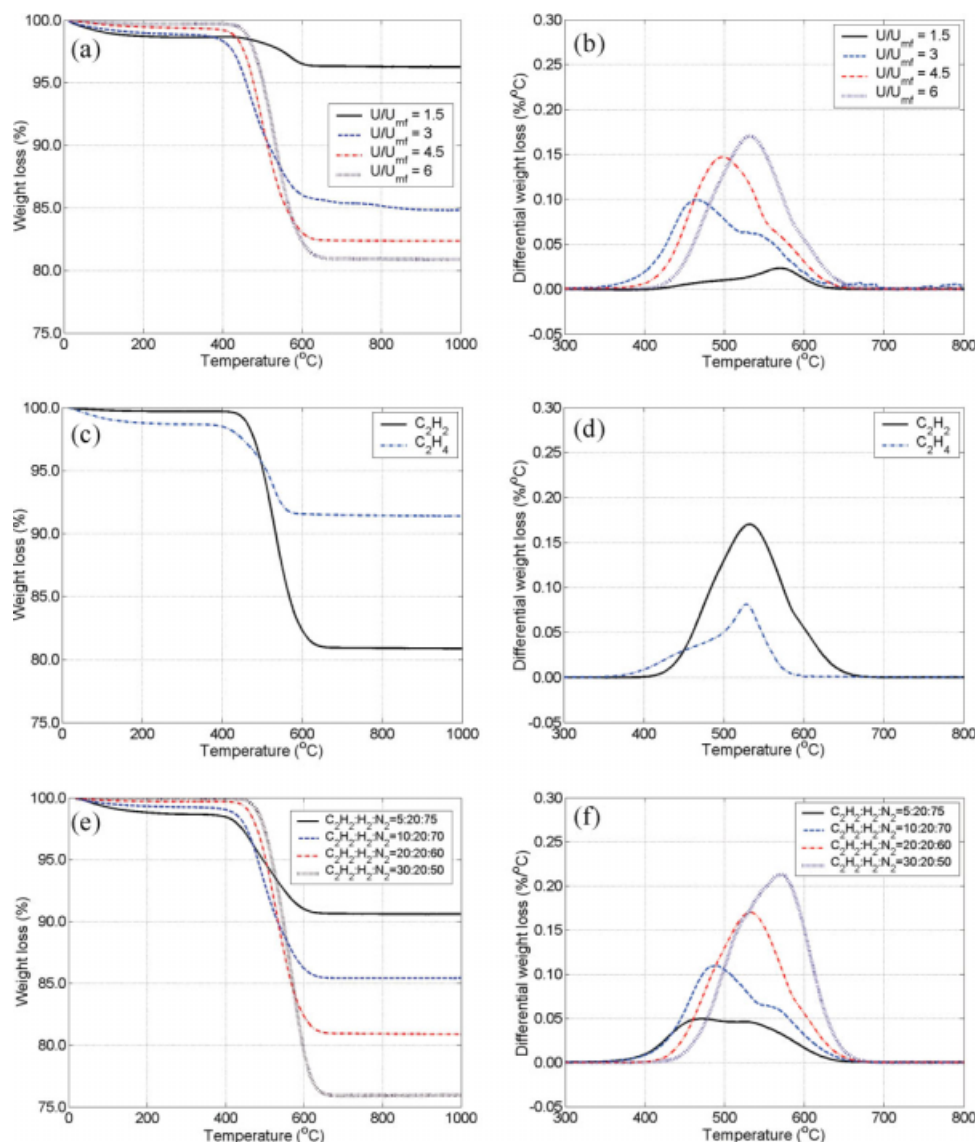 (a)
100.0
95.0
90.0
85.0
80.0
75.0
Weight loss (%)
U/Umf = 1.5
U/Umf = 3
U/Umf = 4.5
U/Umf = 6
0 200 400 600 800 1000
Temperature (°C)
(b)
0.30
0.25
0.20
0.15
0.10
0.05
0.00
-0.05
Differential weight loss (%/°C)
U/Umf = 1.5
U/Umf = 3
U/Umf = 4.5
U/Umf = 6
300 400 500 600 700 800
Temperature (°C)
(c)
100.0
95.0
90.0
85.0
80.0
75.0
Weight loss (%)
C2H2
C2H4
0 200 400 600 800 1000
Temperature (°C)
(d)
0.30
0.25
0.20
0.15
0.10
0.05
0.00
-0.05
Differential weight loss (%/°C)
C2H2
C2H4
300 400 500 600 700 800
Temperature (°C)
(e)
100.0
95.0
90.0
85.0
80.0
75.0
Weight loss (%)
C2H2:H2:N2=5:20:75
C2H2:H2:N2=10:20:70
C2H2:H2:N2=20:20:60
C2H2:H2:N2=30:20:50
0 200 400 600 800 1000
Temperature (°C)
(f)
0.30
0.25
0.20
0.15
0.10
0.05
0.00
-0.05
Differential weight loss (%/°C)
C2H2:H2:N2=5:20:75
C2H2:H2:N2=10:20:70
C2H2:H2:N2=20:20:60
C2H2:H2:N2=30:20:50
300 400 500 600 700 800
Temperature (°C)